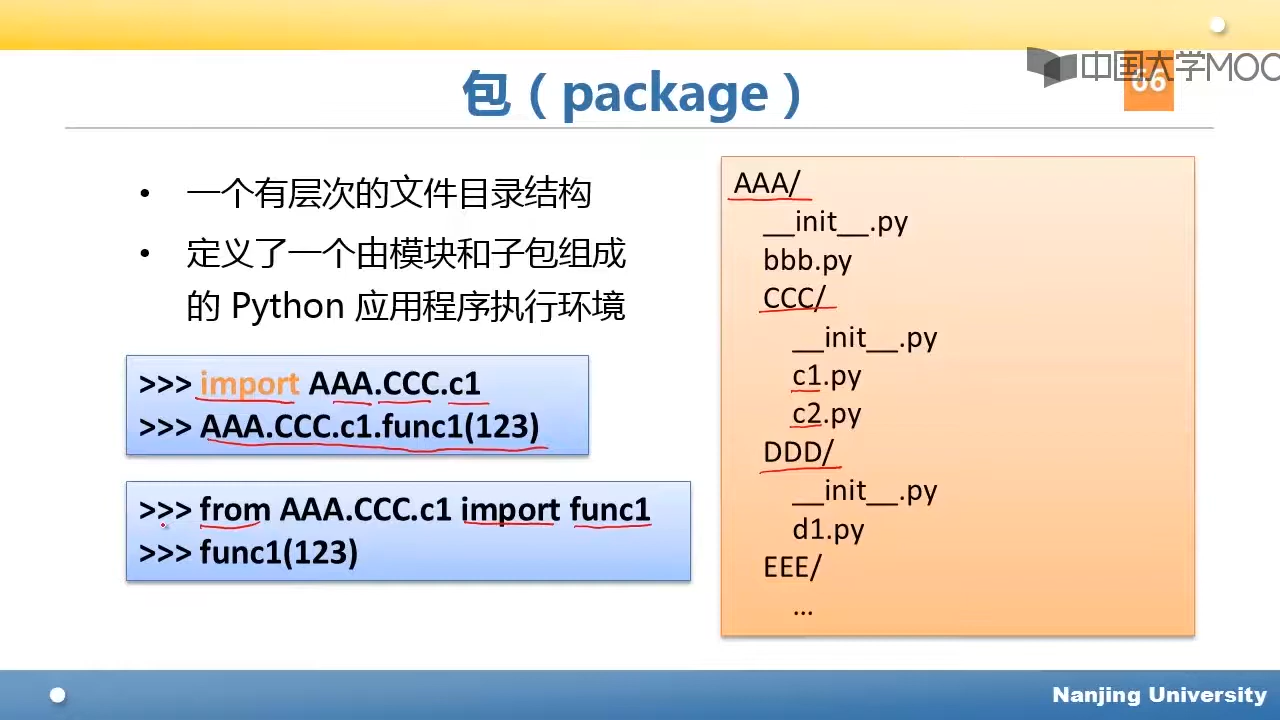 中国大学MOO
56
包（package）
• 一个有层次的文件目录结构
• 定义了一个由模块和子包组成
的 Python 应用程序执行环境
>>> import AAA.CCC.c1
>>> AAA.CCC.c1.func1(123)
>>> from AAA.CCC.c1 import func1
>>> func1(123)
AAA/
__init__.py
bbb.py
CCC/
__init__.py
c1.py
c2.py
DDD/
__init__.py
d1.py
EEE/
...
Nanjing University